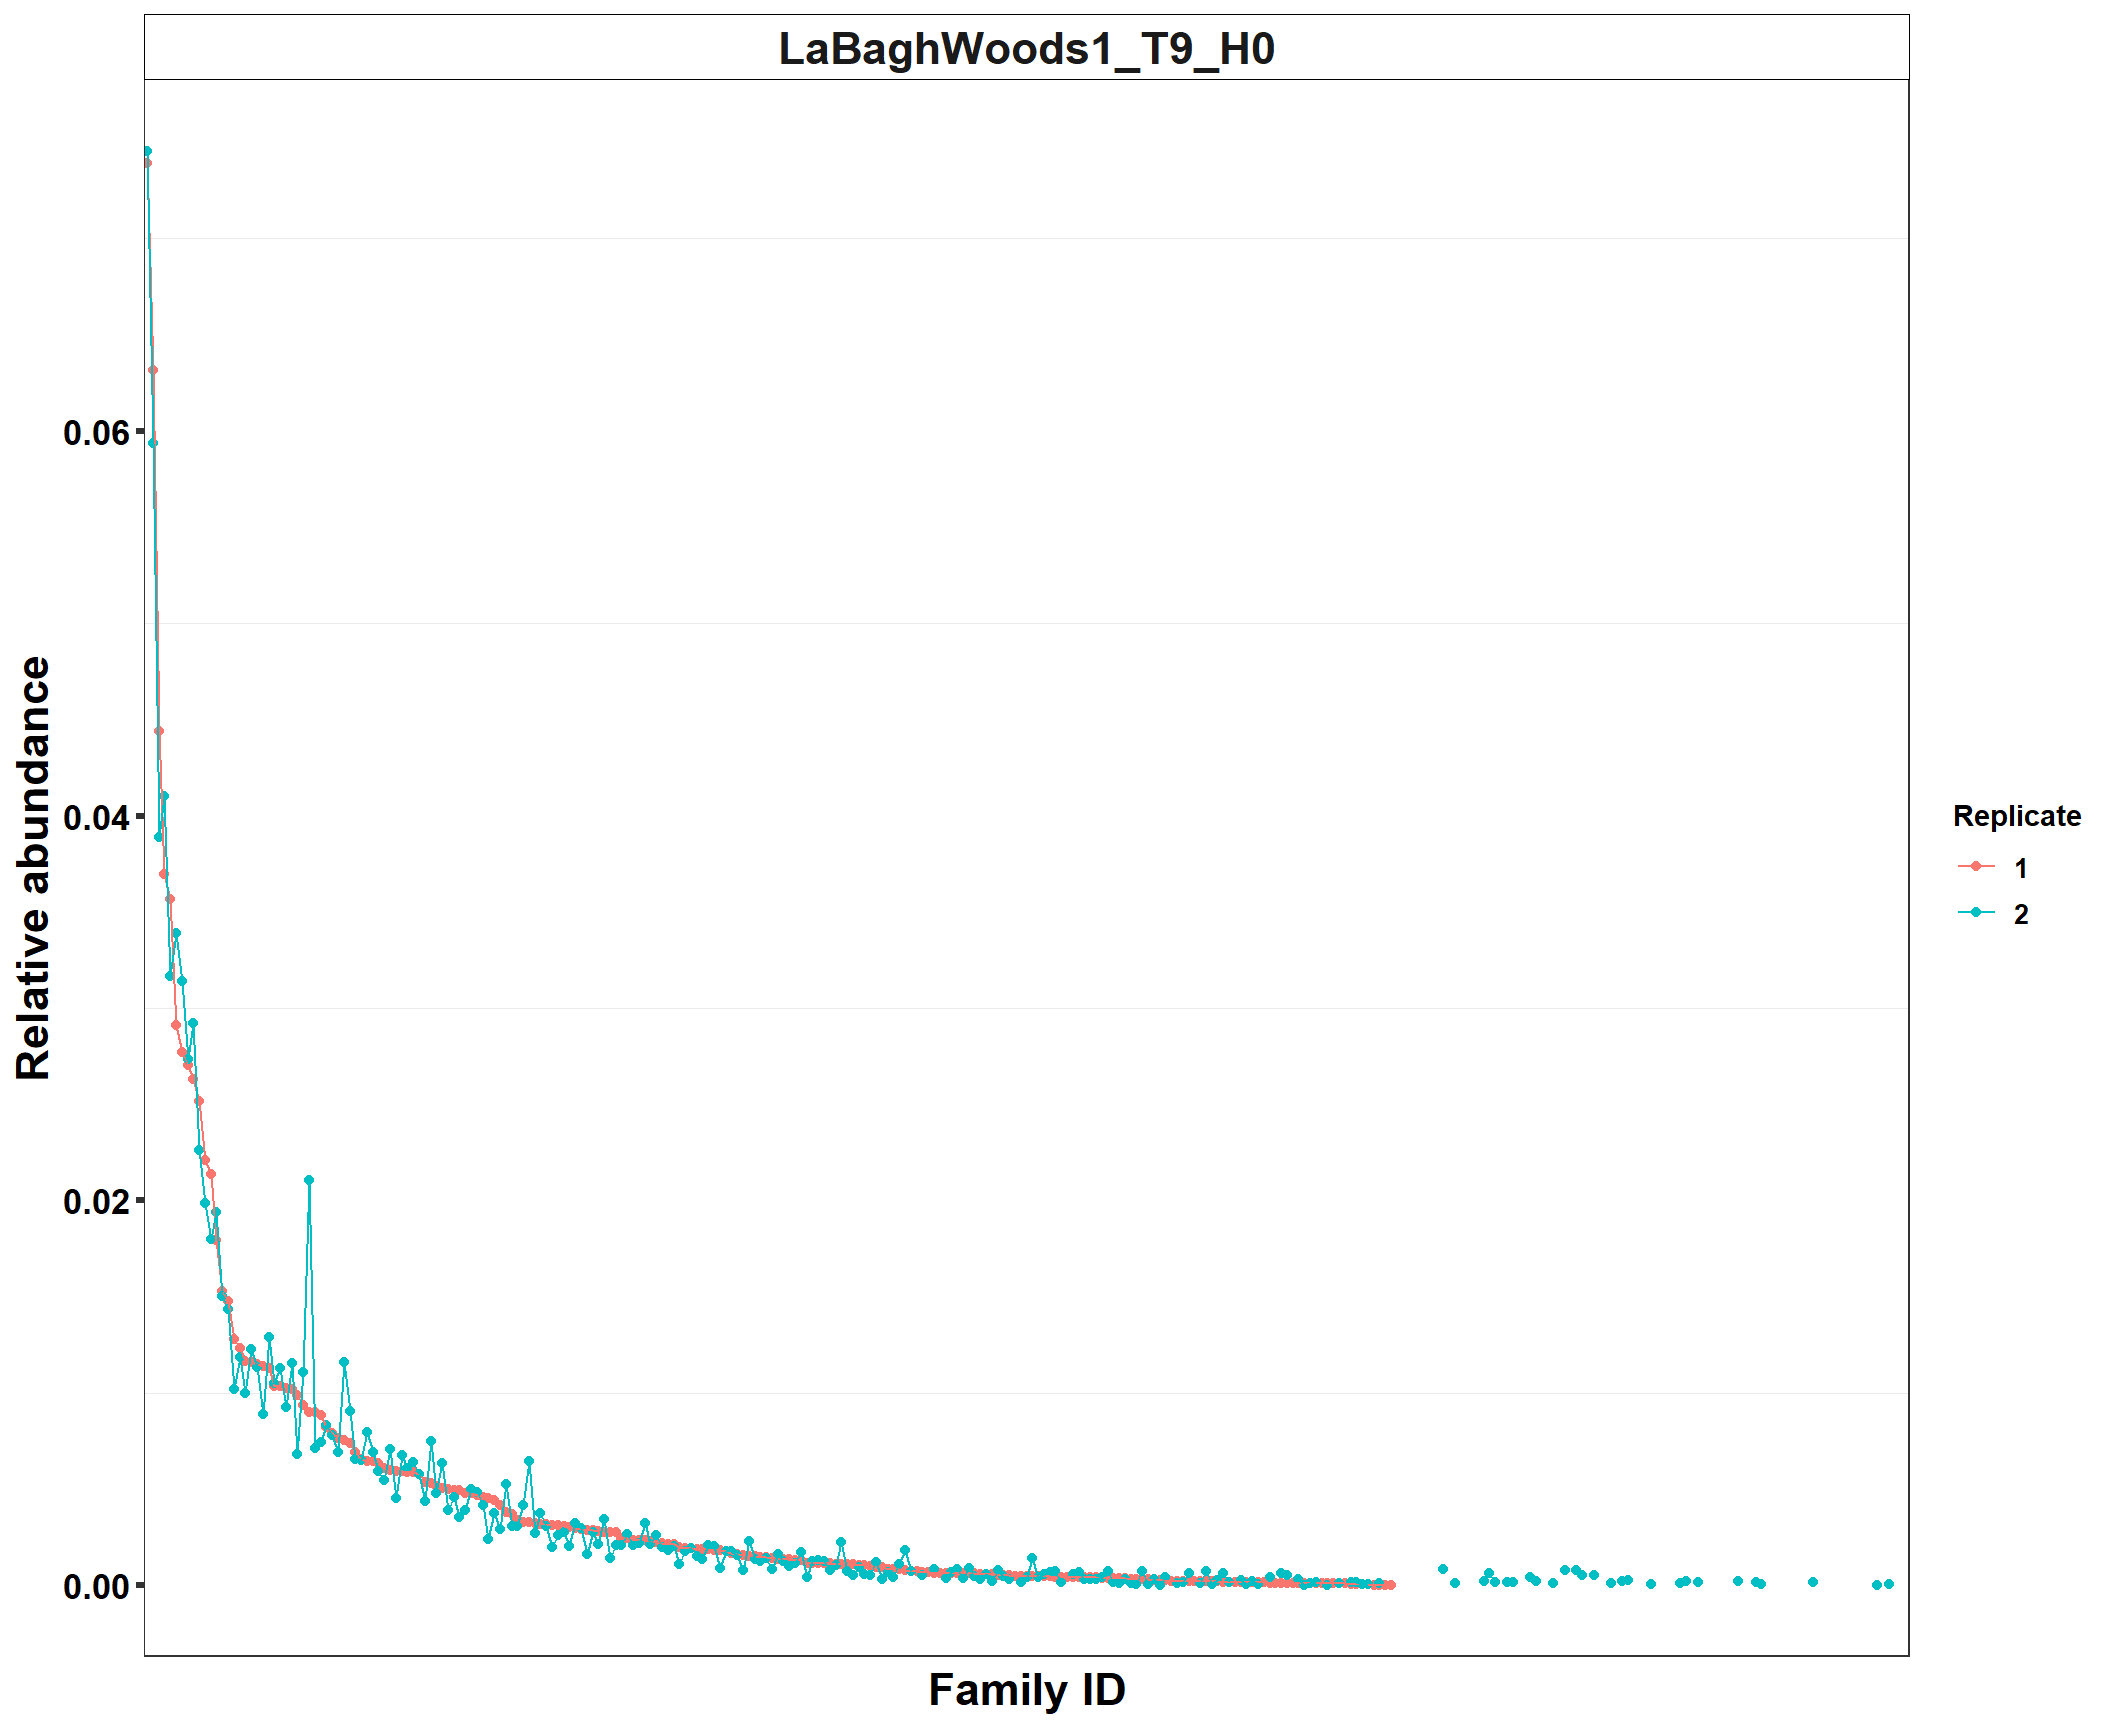 LaBaghWoods1_T9_H0
Relative abundance
0.06
0.04
0.02
0.00
Family ID
Replicate
1
2